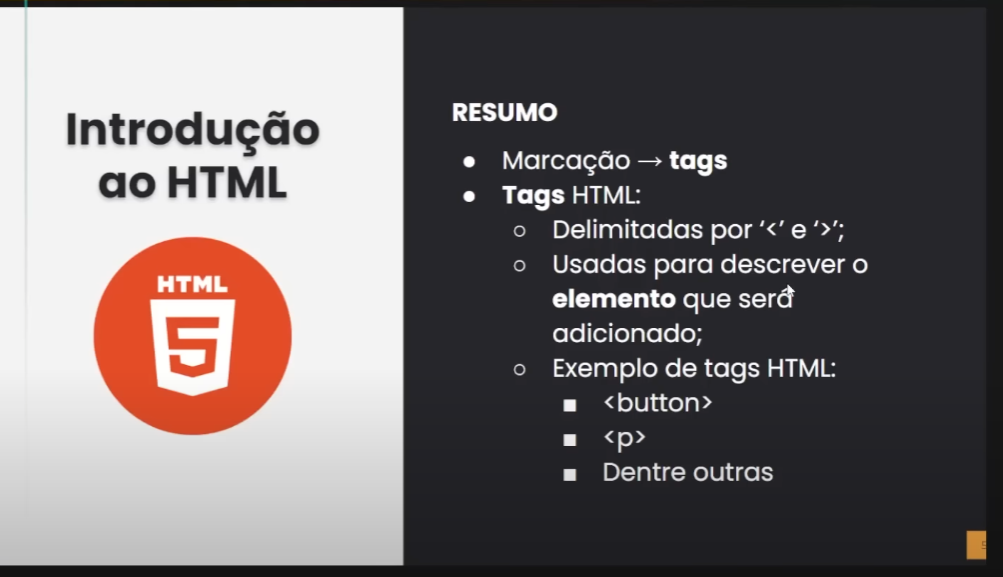 Introdução
ao HTML
HTML
5
RESUMO
● Marcação → tags
● Tags HTML:
○ Delimitadas por ‘<’ e ‘>’;
○ Usadas para descrever o
elemento que será
adicionado;
○ Exemplo de tags HTML:
■ <button>
■ <p>
■ Dentre outras